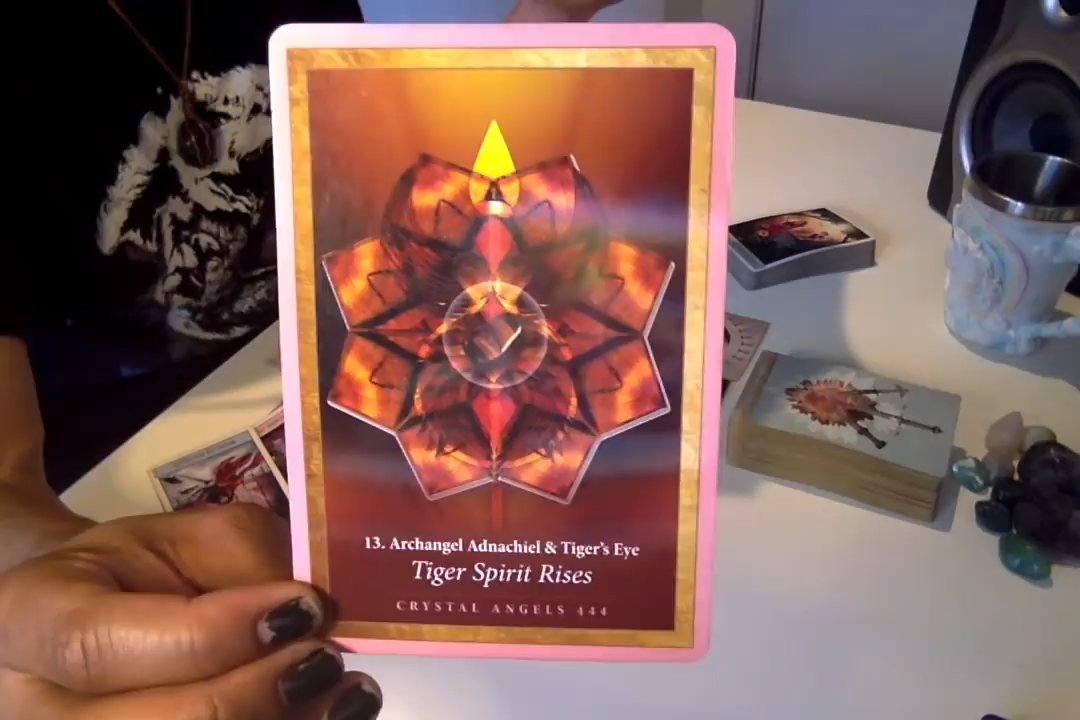 13. Archangel Adnachiel & Tiger's Eye
Tiger Spirit Rises
CRYSTAL ANGELS 444